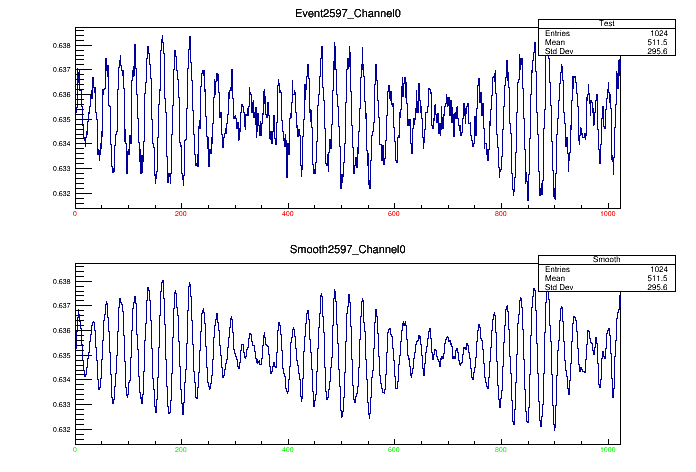 Event2597_Channel0
Test
Entries 1024
Mean 511.5
Std Dev 295.6
0.638
0.637
0.636
0.635
0.634
0.633
0.632
0 200 400 600 800 1000
Smooth2597_Channel0
Smooth
Entries 1024
Mean 511.5
Std Dev 295.6
0.638
0.637
0.636
0.635
0.634
0.633
0.632
0 200 400 600 800 1000